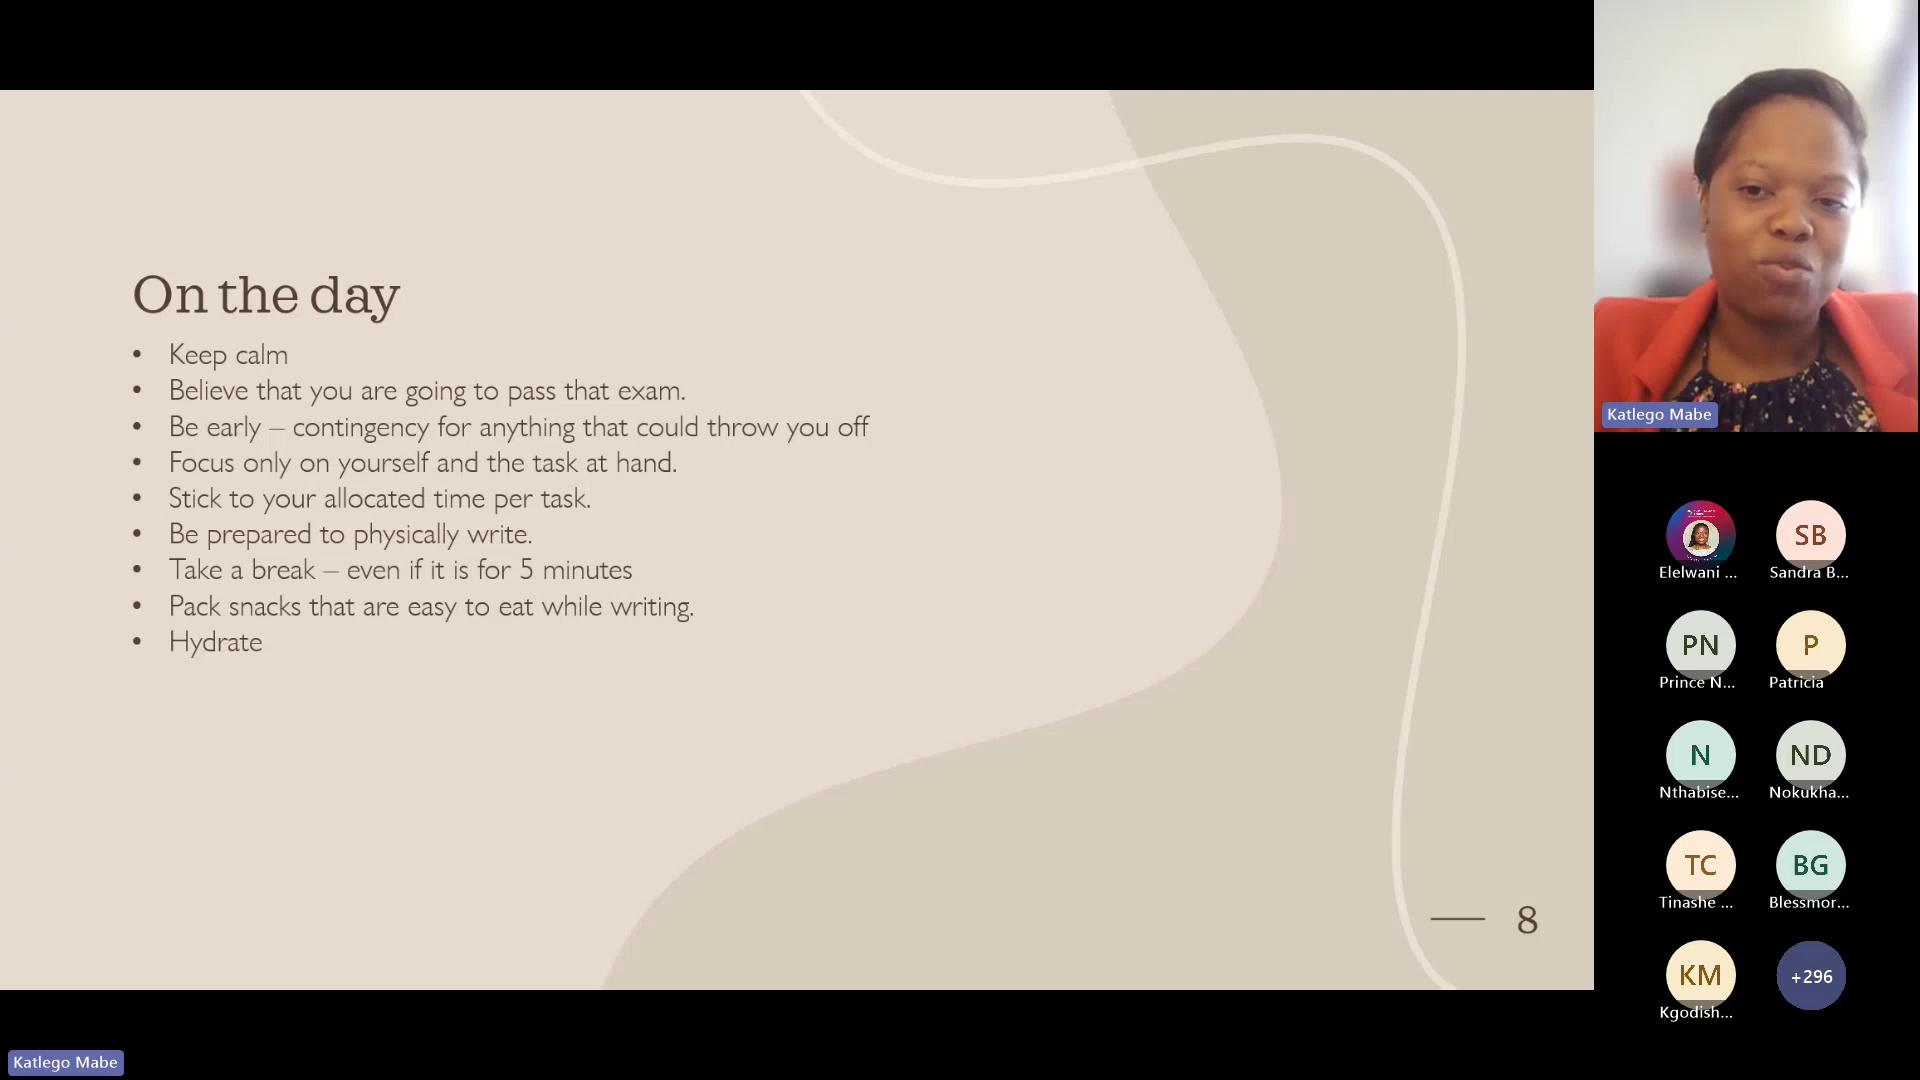 On the day
• Keep calm
• Believe that you are going to pass that exam.
• Be early – contingency for anything that could throw you off
• Focus only on yourself and the task at hand.
• Stick to your allocated time per task.
• Be prepared to physically write.
• Take a break – even if it is for 5 minutes
• Pack snacks that are easy to eat while writing.
• Hydrate
8
Katlego Mabe
Elelwani ...
SB
Sandra B...
PN
Prince N...
P
Patricia
N
Nthabise...
ND
Nokukha...
TC
Tinashe ...
BG
Blessmor...
KM
Kgodish...
+296
Katlego Mabe